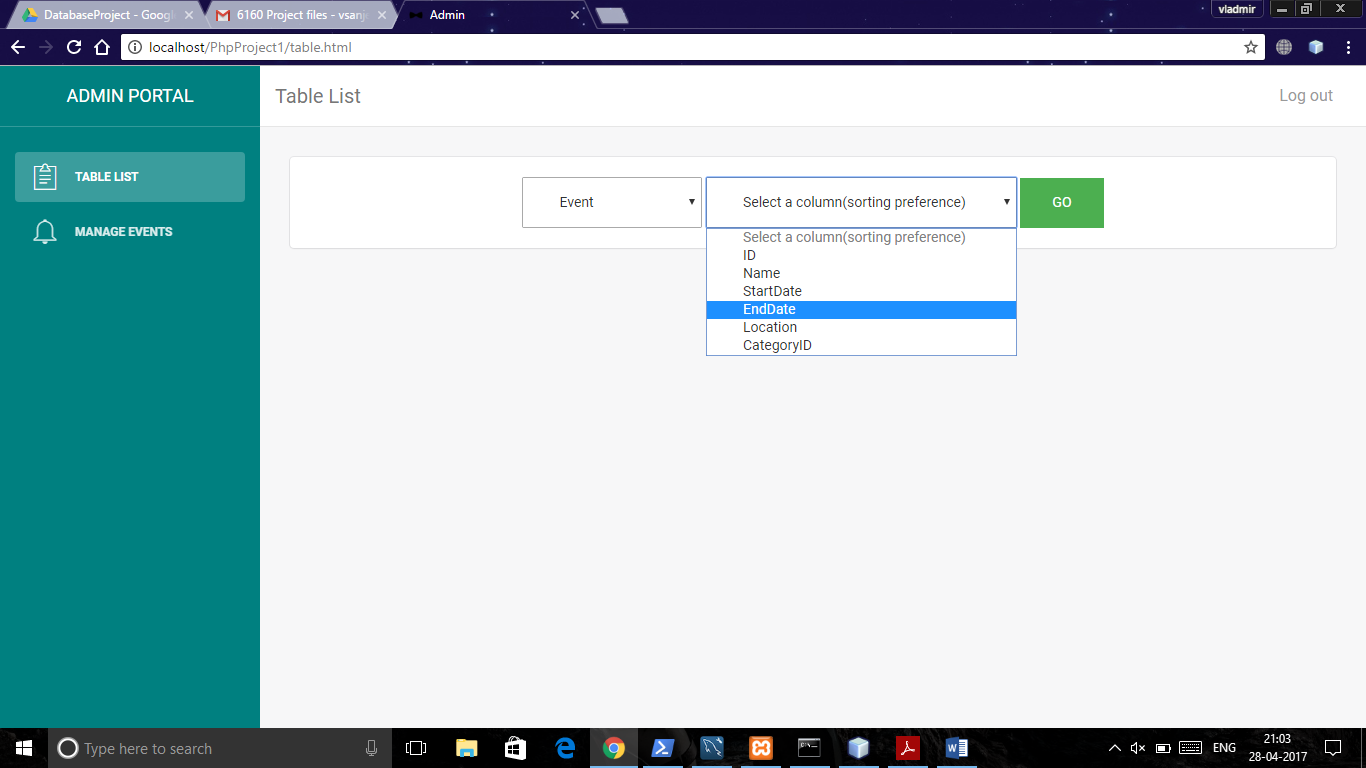 DatabaseProject - Googl
6160 Project files - vsanj
Admin
vladmir
localhost/PhpProject1/table.html
ADMIN PORTAL
Table List
Log out
TABLE LIST
MANAGE EVENTS
Event
Select a column(sorting preference)
GO
Select a column(sorting preference)
ID
Name
StartDate
EndDate
Location
CategoryID
Type here to search
ENG
21:03
28-04-2017